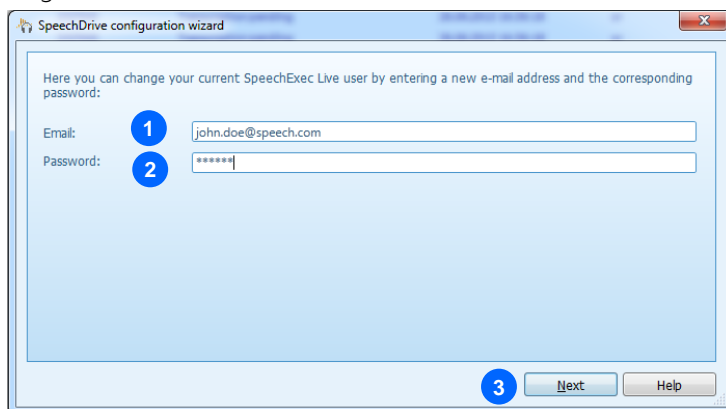 SpeechDrive configuration wizard
Here you can change your current SpeechExec Live user by entering a new e-mail address and the corresponding
password:
Email: 1 john.doe@speech.com
Password: 2 ******
3 Next Help